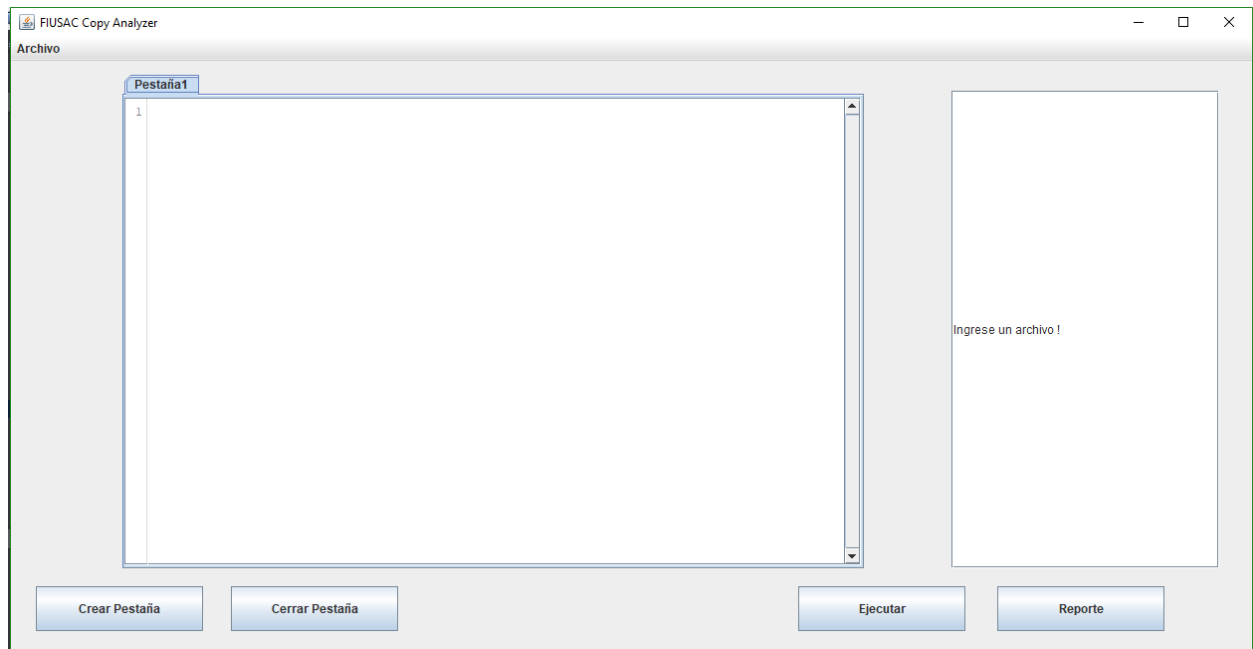 FIUSAC Copy Analyzer
Archivo
Pestaña1
1
Ingrese un archivo !
Crear Pestaña
Cerrar Pestaña
Ejecutar
Reporte